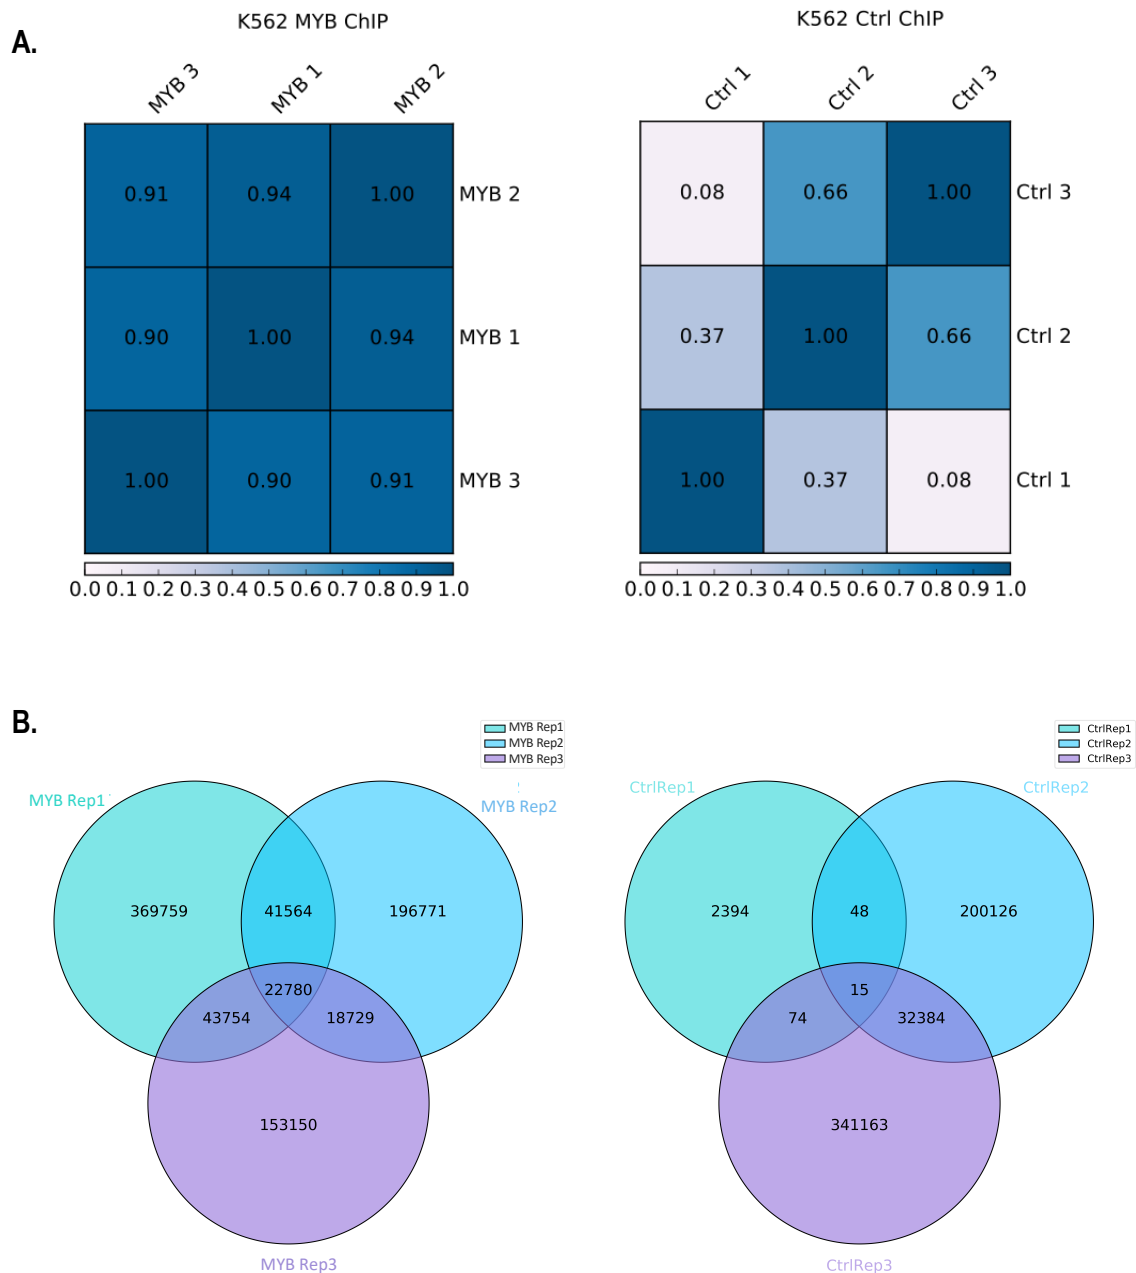 A.
K562 MYB ChIP
MYB 3 MYB 1 MYB 2
0.91 0.94 1.00 MYB 2
0.90 1.00 0.94 MYB 1
1.00 0.90 0.91 MYB 3
0.0 0.1 0.2 0.3 0.4 0.5 0.6 0.7 0.8 0.9 1.0
K562 Ctrl ChIP
Ctrl 1 Ctrl 2 Ctrl 3
0.08 0.66 1.00 Ctrl 3
0.37 1.00 0.66 Ctrl 2
1.00 0.37 0.08 Ctrl 1
0.0 0.1 0.2 0.3 0.4 0.5 0.6 0.7 0.8 0.9 1.0
B.
MYB Rep1
MYB Rep2
MYB Rep3
MYB Rep1
MYB Rep2
369759 41564 196771
22780
43754 18729
153150
MYB Rep3
CtrlRep1
CtrlRep2
CtrlRep3
CtrlRep1 CtrlRep2
2394 48 200126
15
74 32384
341163
CtrlRep3